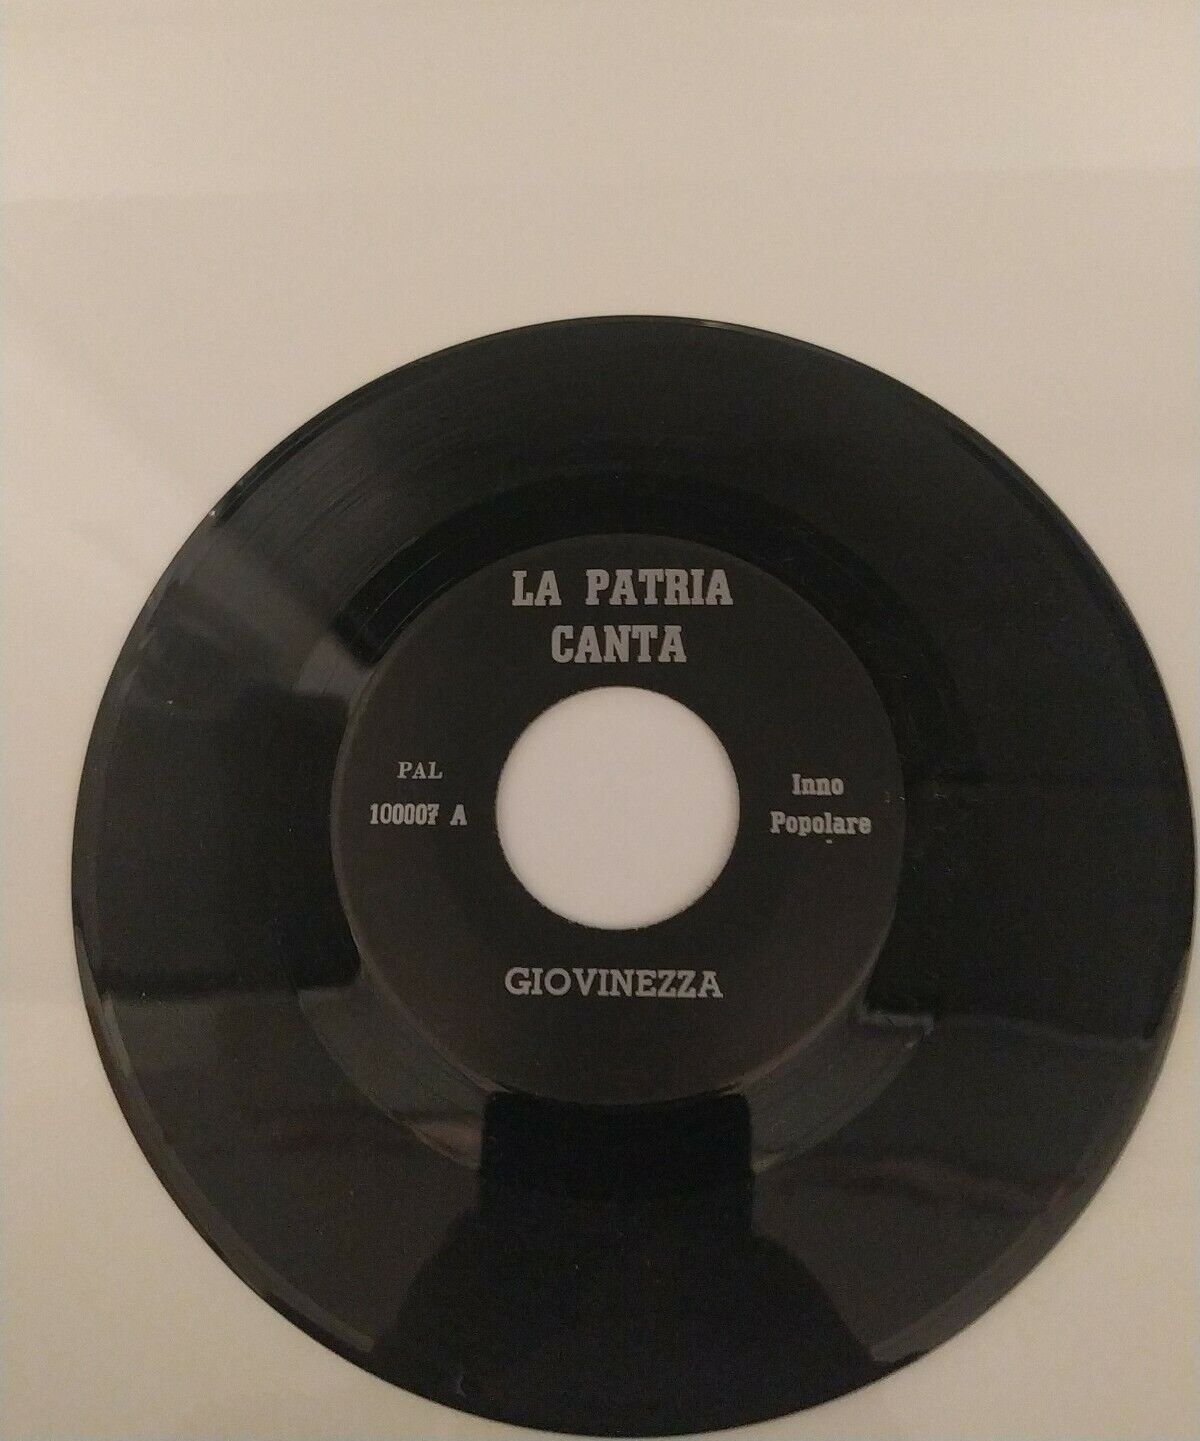 LA PATRIA
CANTA
PAL
100007 A
Inno
Popolare
GIOVINEZZA